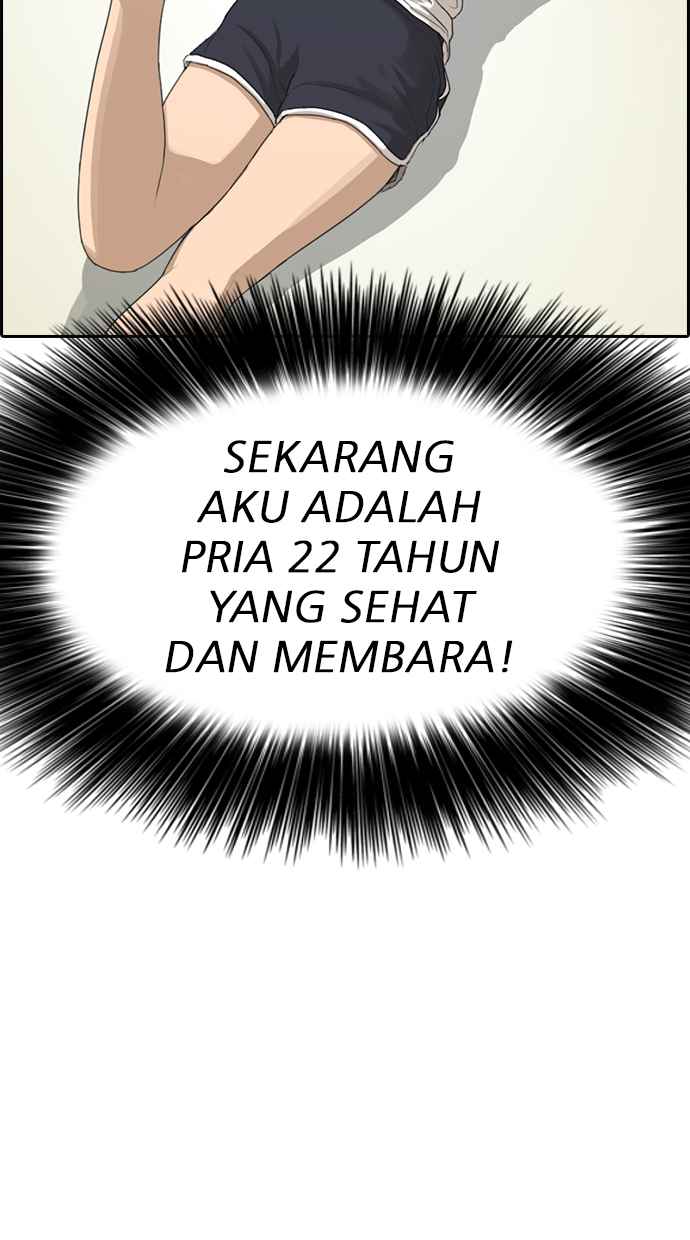 SEKARANG
AKU ADALAH
PRIA 22 TAHUN
YANG SEHAT
DAN MEMBARA!